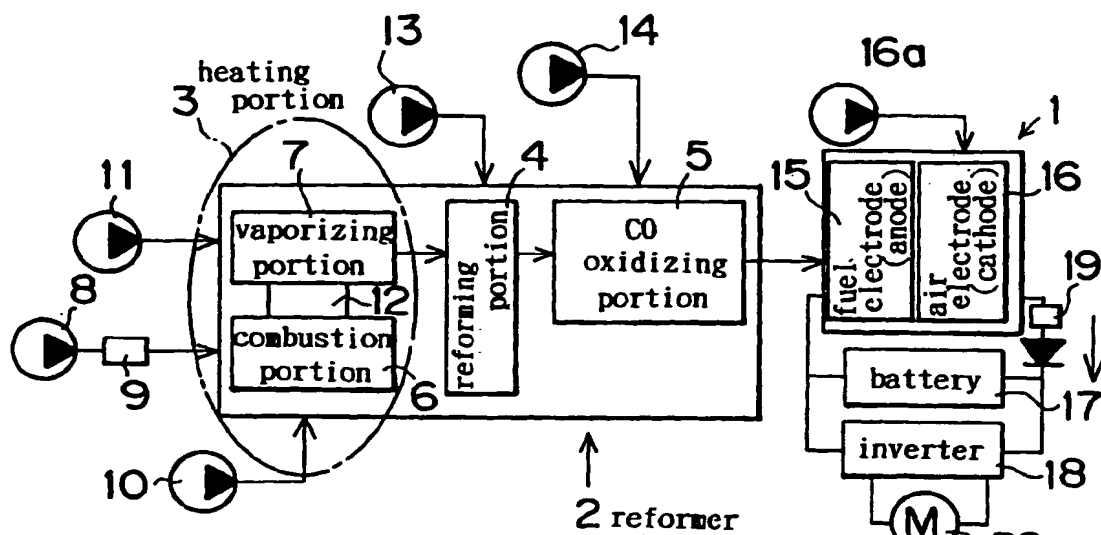 13
14
16a
heating
portion
3
1
7
4
5
15
16
11
vaporizing
portion
reforming
portion
CO
oxidizing
portion
fuel
electrode
(anode)
air
electrode
(cathode)
19
8
12
combustion
portion
9
6
battery
17
inverter
18
10
2 reformer
M